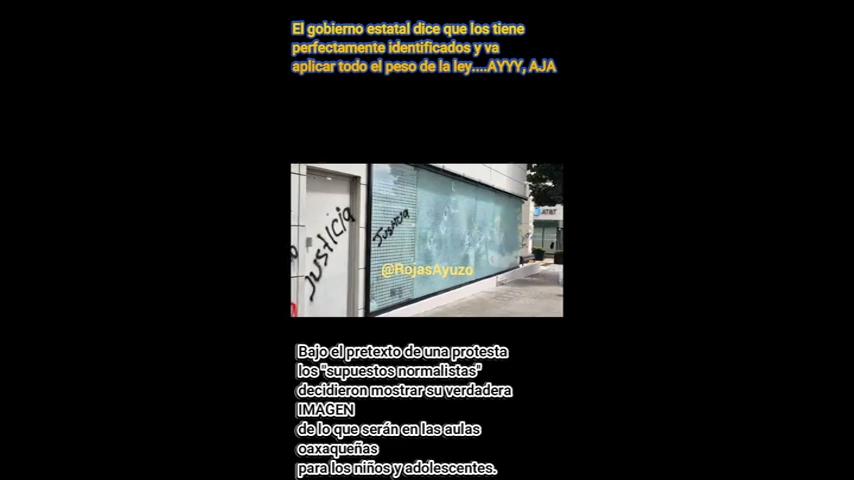 El gobierno estatal dice que los tiene
perfectamente identificados y va
aplicar todo el peso de la ley....AYYY, AJA
AT&T
Justicia
Justicia
@RojasAyuzo
Bajo el pretexto de una protesta
los "supuestos normalistas"
decidieron mostrar su verdadera
IMAGEN
de lo que serán en las aulas
oaxaqueñas
para los niños y adolescentes.